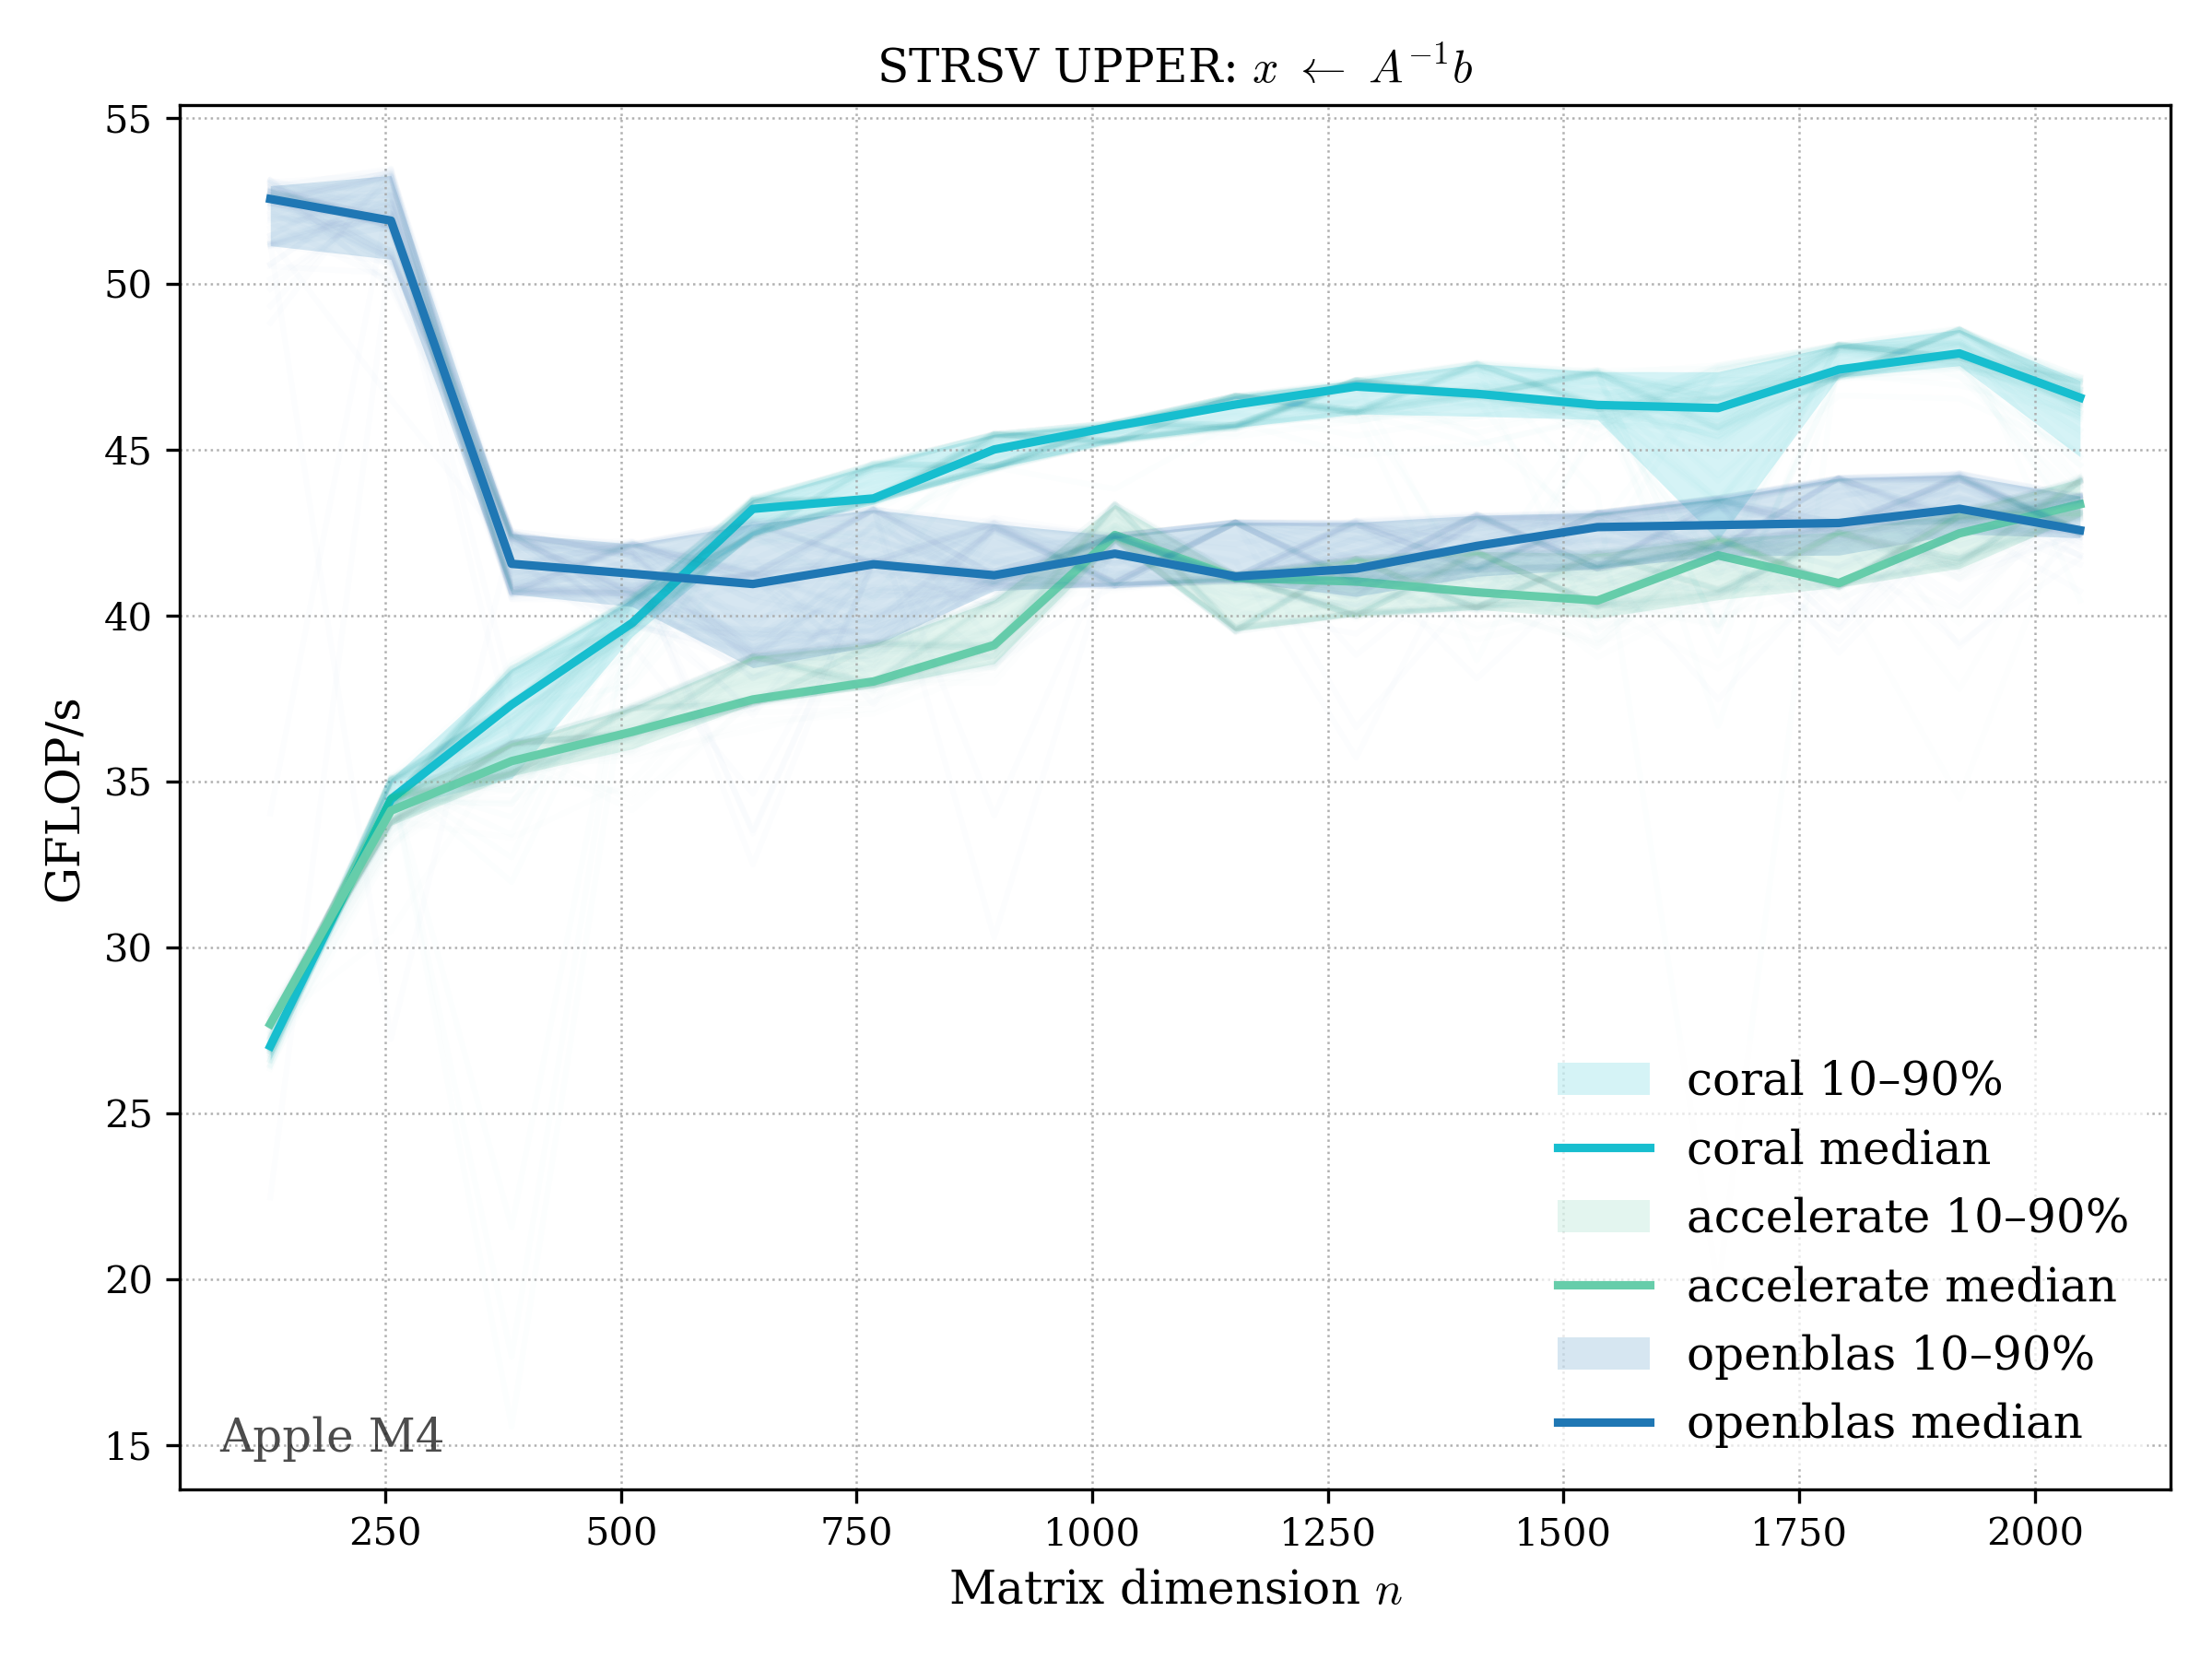 STRSV UPPER: x ← A⁻¹b
GFLOP/s
55
50
45
40
35
30
25
20
15
coral 10–90%
coral median
accelerate 10–90%
accelerate median
openblas 10–90%
openblas median
Apple M4
250 500 750 1000 1250 1500 1750 2000
Matrix dimension n